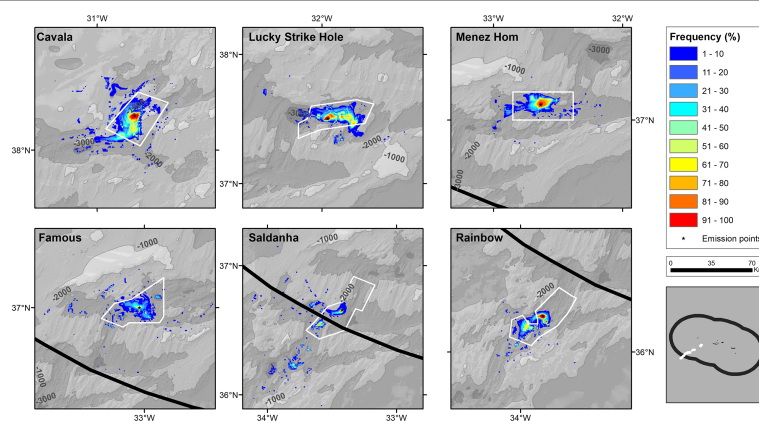 31°W
32°W
33°W
32°W
Cavala
-3000
-2000
38°N
Lucky Strike Hole
38°N
-3000
-2000
-1000
37°N
Menez Hom
-3000
-1000
-2000
-3000
37°N
Frequency (%)
1 - 10
11 - 20
21 - 30
31 - 40
41 - 50
51 - 60
61 - 70
71 - 80
81 - 90
91 - 100
Emission points
0 35 70
Famous
-1000
-2000
37°N
-1000
-3000
33°W
Saldanha
-1000
37°N
-2000
36°N
-1000
34°W
33°W
Rainbow
-2000
36°N
34°W